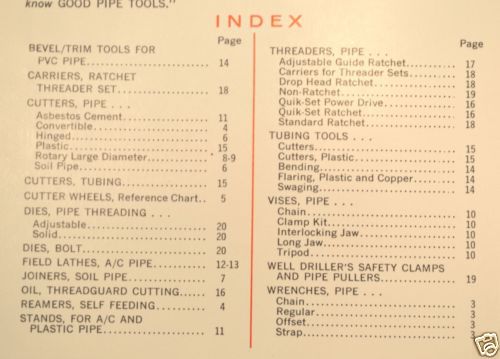 know GOOD PIPE TOOLS."
INDEX
Page
BEVEL/TRIM TOOLS FOR
PVC PIPE ............ 14
CARRIERS, RATCHET
THREADER SET ............ 18
CUTTERS, PIPE . . .
Asbestos Cement ............ 11
Convertible ............ 4
Hinged ............ 6
Plastic ............ 15
Rotary Large Diameter ............ 8-9
Soil Pipe ............ 6
CUTTERS, TUBING ............ 15
CUTTER WHEELS, Reference Chart .. 5
DIES, PIPE THREADING . . .
Adjustable ............ 20
Solid ............ 20
DIES, BOLT ............ 20
FIELD LATHES, A/C PIPE ............ 12-13
JOINERS, SOIL PIPE ............ 7
OIL, THREADGUARD CUTTING ...... 16
REAMERS, SELF FEEDING ............ 4
STANDS, FOR A/C AND
PLASTIC PIPE ............ 11
Page
THREADERS, PIPE . . .
Adjustable Guide Ratchet ............ 17
Carriers for Threader Sets ............ 18
Drop Head Ratchet ............ 18
Non-Ratchet ............ 19
Quik-Set Power Drive ............ 16
Quik-Set Ratchet ............ 16
Standard Ratchet ............ 18
TUBING TOOLS . . .
Cutters ............ 15
Cutters, Plastic ............ 15
Bending ............ 14
Flaring, Plastic and Copper ............ 14
Swaging ............ 14
VISES, PIPE . . .
Chain ............ 10
Clamp Kit ............ 10
Interlocking Jaw ............ 10
Long Jaw ............ 10
Tripod ............ 10
WELL DRILLER'S SAFETY CLAMPS
AND PIPE PULLERS ............ 19
WRENCHES, PIPE . . .
Chain ............ 3
Regular ............ 3
Offset ............ 3
Strap ............ 3